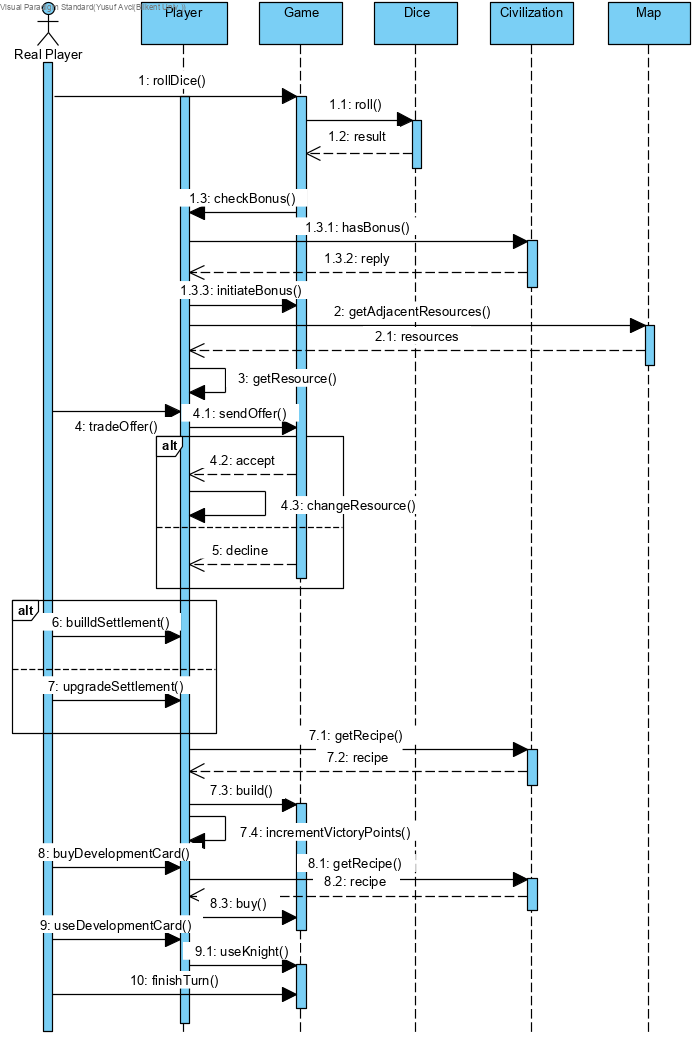 Visual Paradigm Standard(Yusuf Avci(Bilkent
Player
Game
Dice
Civilization
Map
Real Player
1: rollDice()
1.1: roll()
1.2: result
1.3: checkBonus()
1.3.1: hasBonus()
1.3.2: reply
1.3.3: initiateBonus()
2: getAdjacentResources()
2.1: resources
3: getResource()
4: tradeOffer()
4.1: sendOffer()
alt
4.2: accept
4.3: changeResource()
5: decline
alt
6: builldSettlement()
7: upgradeSettlement()
7.1: getRecipe()
7.2: recipe
7.3: build()
7.4: incrementVictoryPoints()
8: buyDevelopmentCard()
8.1: getRecipe()
8.2: recipe
8.3: buy()
9: useDevelopmentCard()
9.1: useKnight()
10: finishTurn()